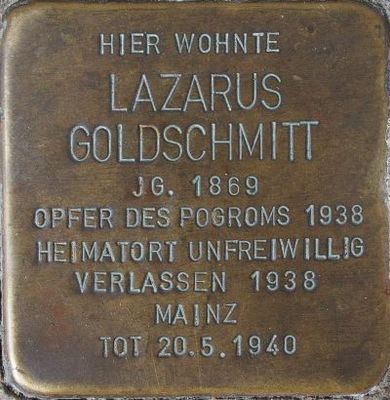 HIER WOHNTE
LAZARUS
GOLDSCHMITT
JG. 1869
OPFER DES POGROMS 1938
HEIMATORT UNFREIWILLIG
VERLASSEN 1938
MAINZ
TOT 20.5.1940